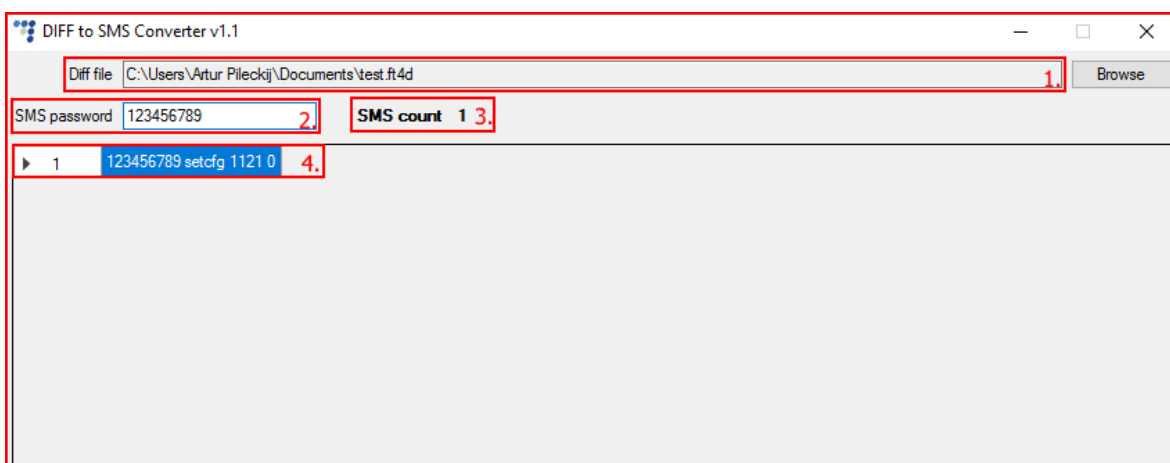 DIFF to SMS Converter v1.1
Diff file C:\Users\Artur Pileckij\Documents\test.ft4d 1. Browse
SMS password 123456789 2. SMS count 1 3.
1 123456789 setcfg 1121 0 4.